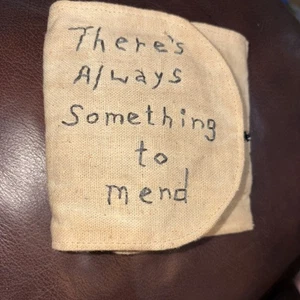 There's
Always
Something
to
mend